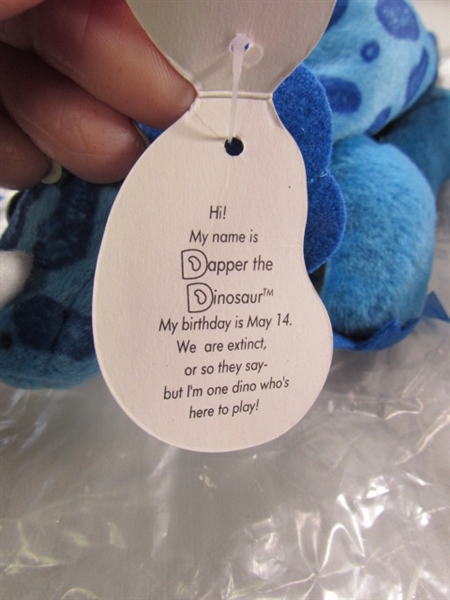 Hi!
My name is
Dapper the
Dinosaur™
My birthday is May 14.
We are extinct,
or so they say-
but I'm one dino who's
here to play!